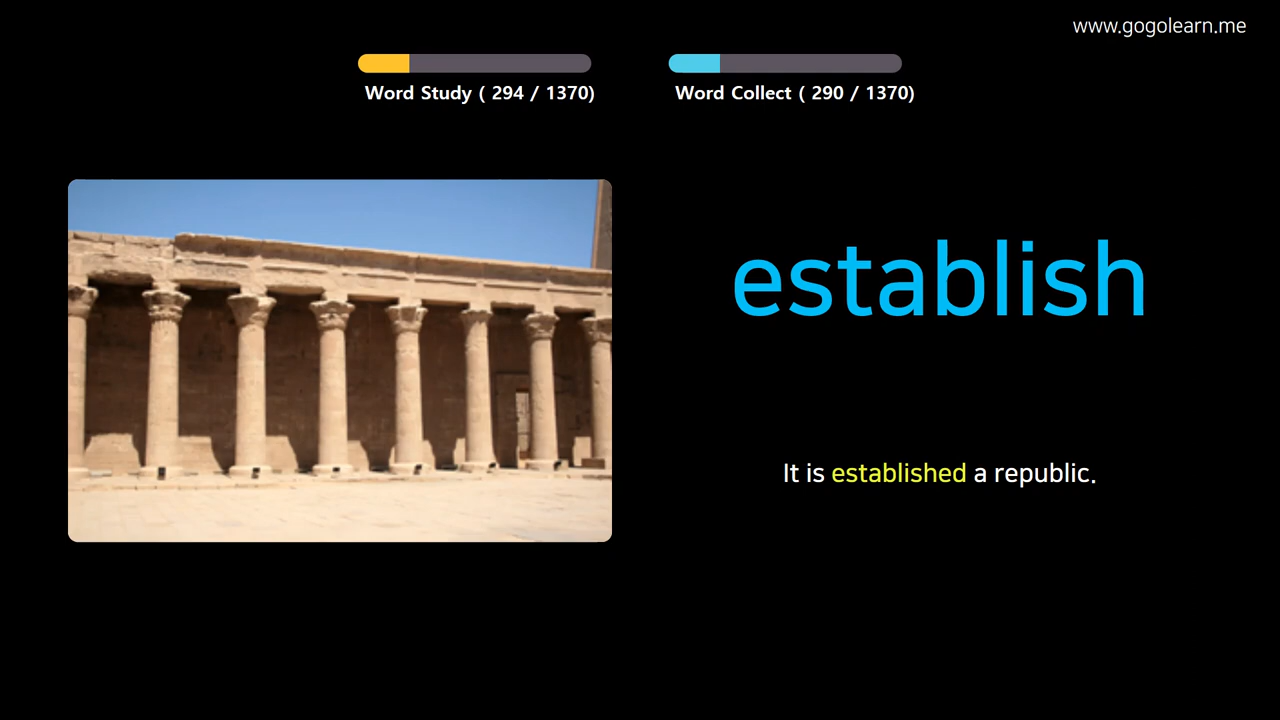 www.gogolearn.me
Word Study ( 294 / 1370)
Word Collect ( 290 / 1370)
establish
It is established a republic.